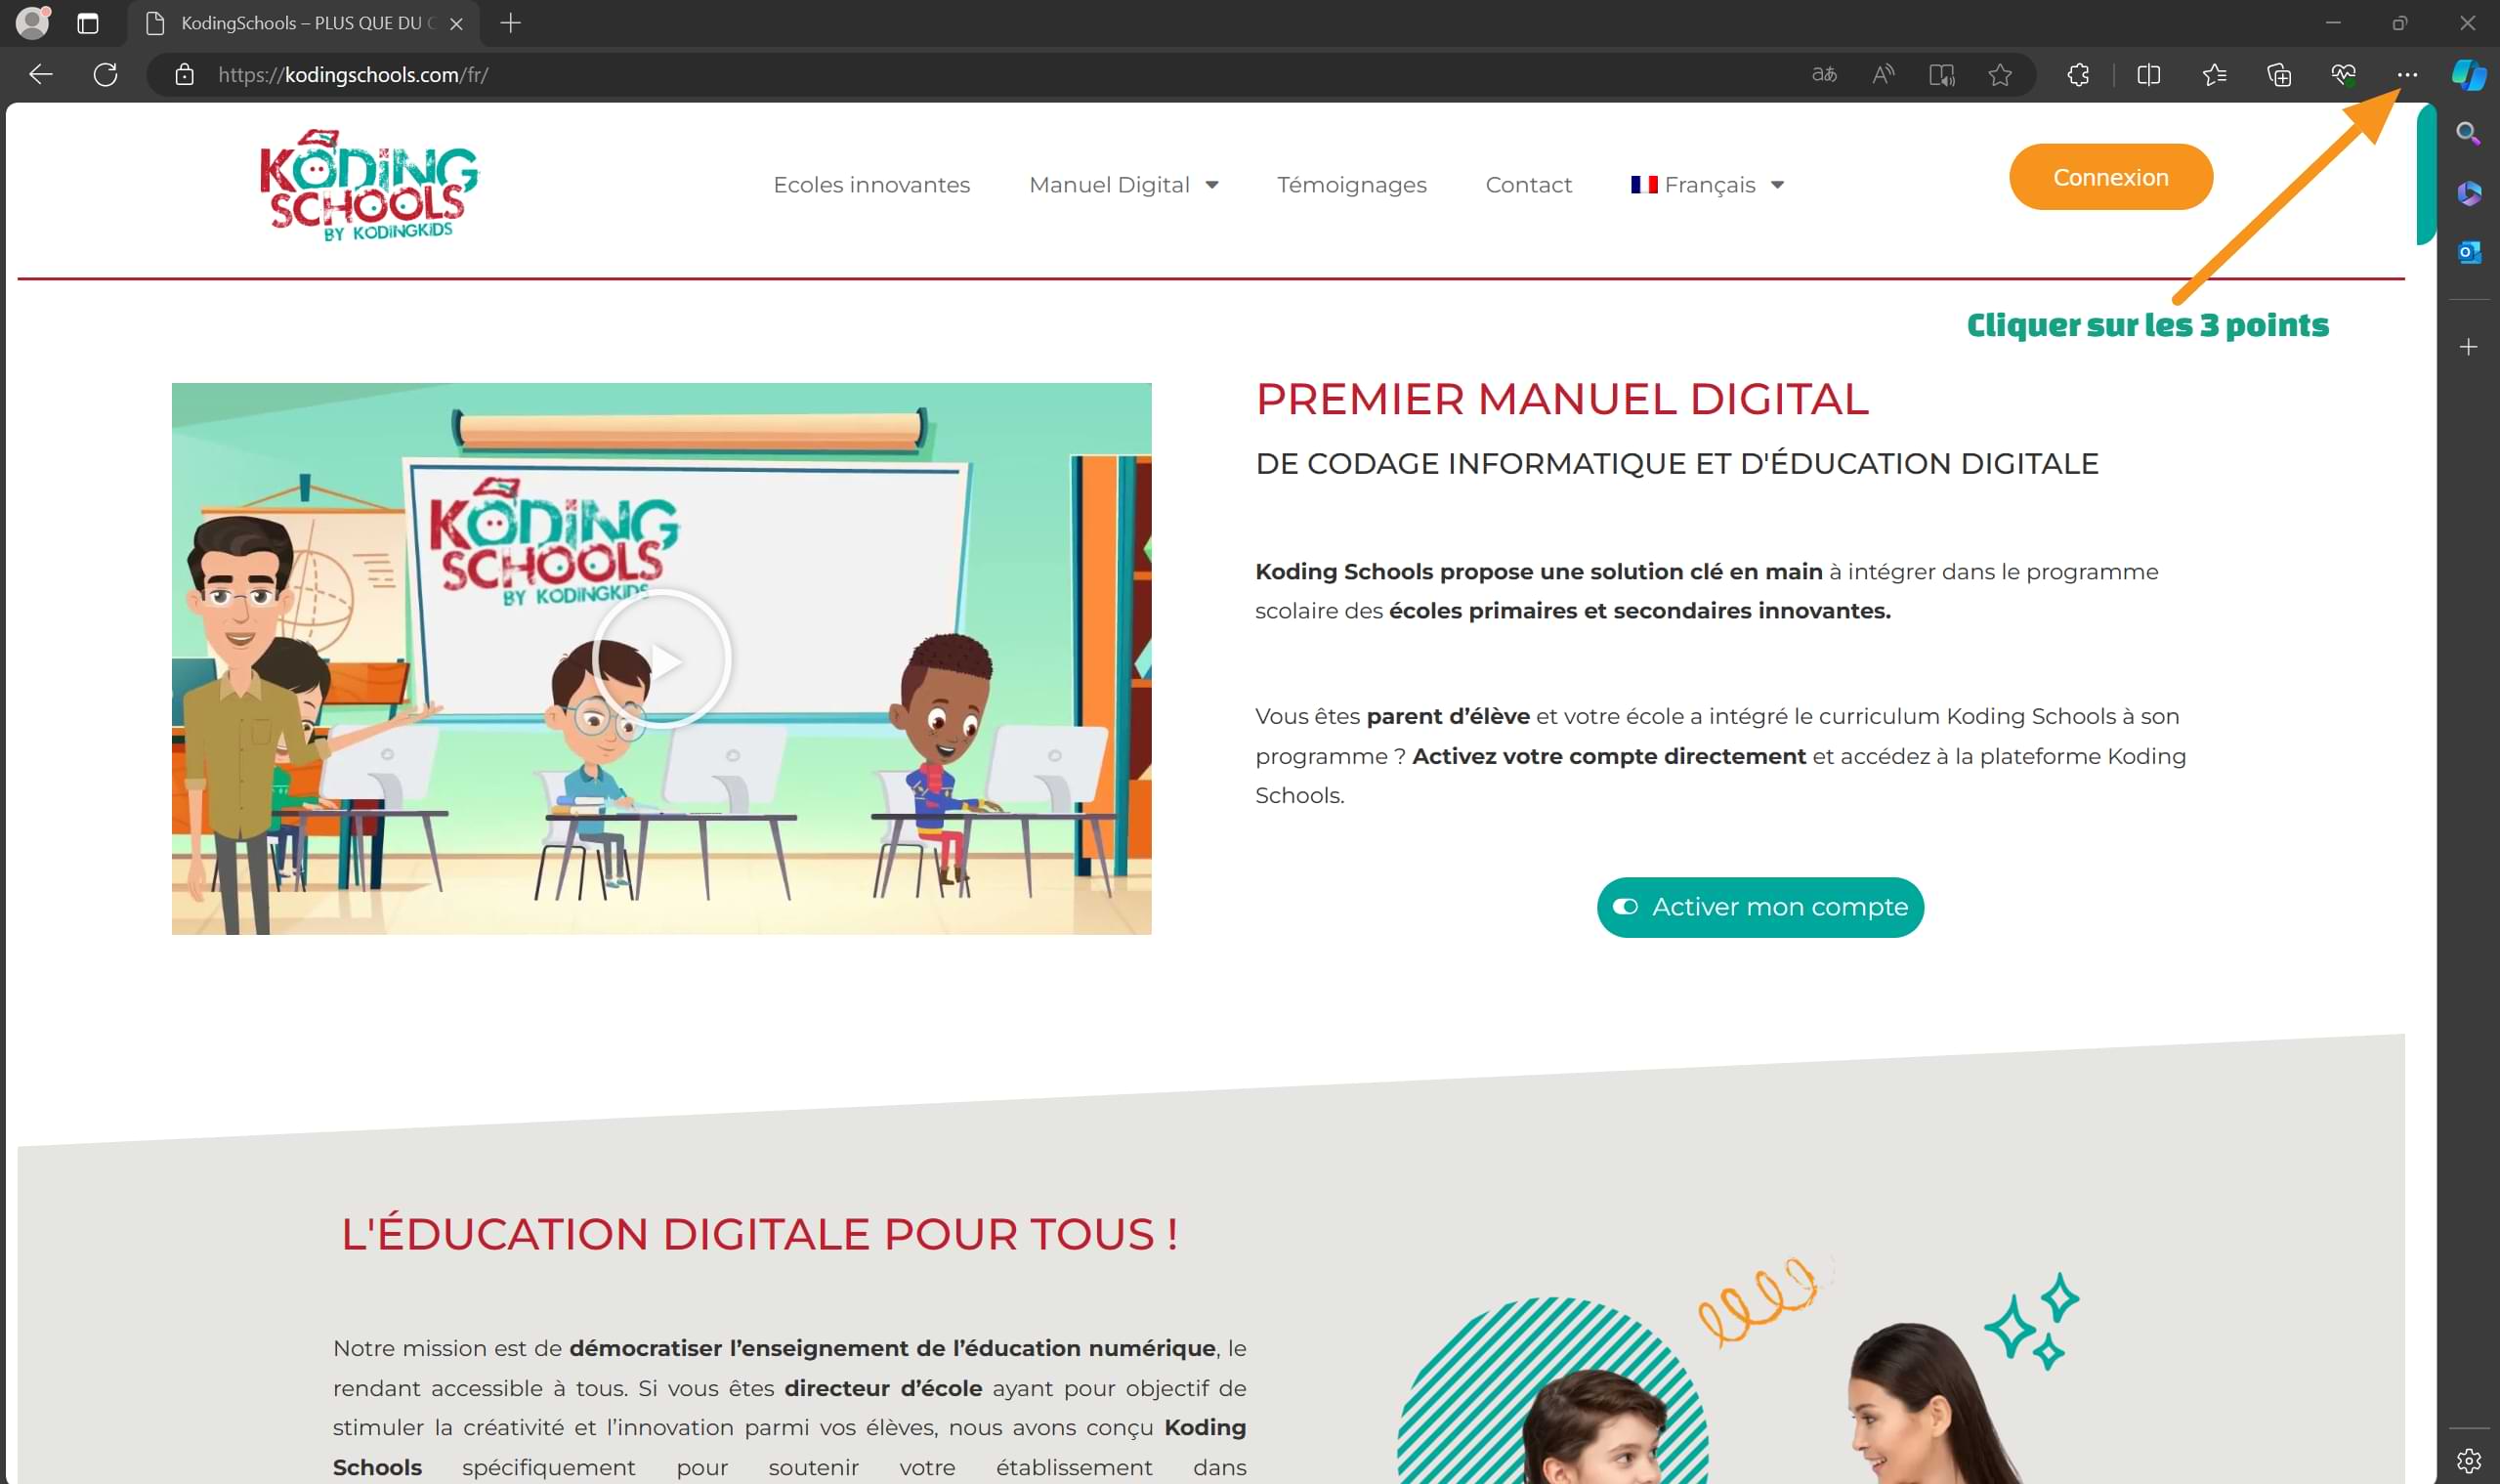 KodingSchools – PLUS QUE DU C
https://kodingschools.com/fr/
KODiNG
SCHOOLS
BY KODiNGKiDS
Ecoles innovantes
Manuel Digital
Témoignages
Contact
Français
Connexion
Cliquer sur les 3 points
KODiNG
SCHOOLS
BY KODiNGKiDS
PREMIER MANUEL DIGITAL
DE CODAGE INFORMATIQUE ET D'ÉDUCATION DIGITALE
Koding Schools propose une solution clé en main à intégrer dans le programme
scolaire des écoles primaires et secondaires innovantes.
Vous êtes parent d’élève et votre école a intégré le curriculum Koding Schools à son
programme ? Activez votre compte directement et accédez à la plateforme Koding
Schools.
Activer mon compte
L'ÉDUCATION DIGITALE POUR TOUS !
Notre mission est de démocratiser l’enseignement de l’éducation numérique, le
rendant accessible à tous. Si vous êtes directeur d’école ayant pour objectif de
stimuler la créativité et l’innovation parmi vos élèves, nous avons conçu Koding
Schools spécifiquement pour soutenir votre établissement dans